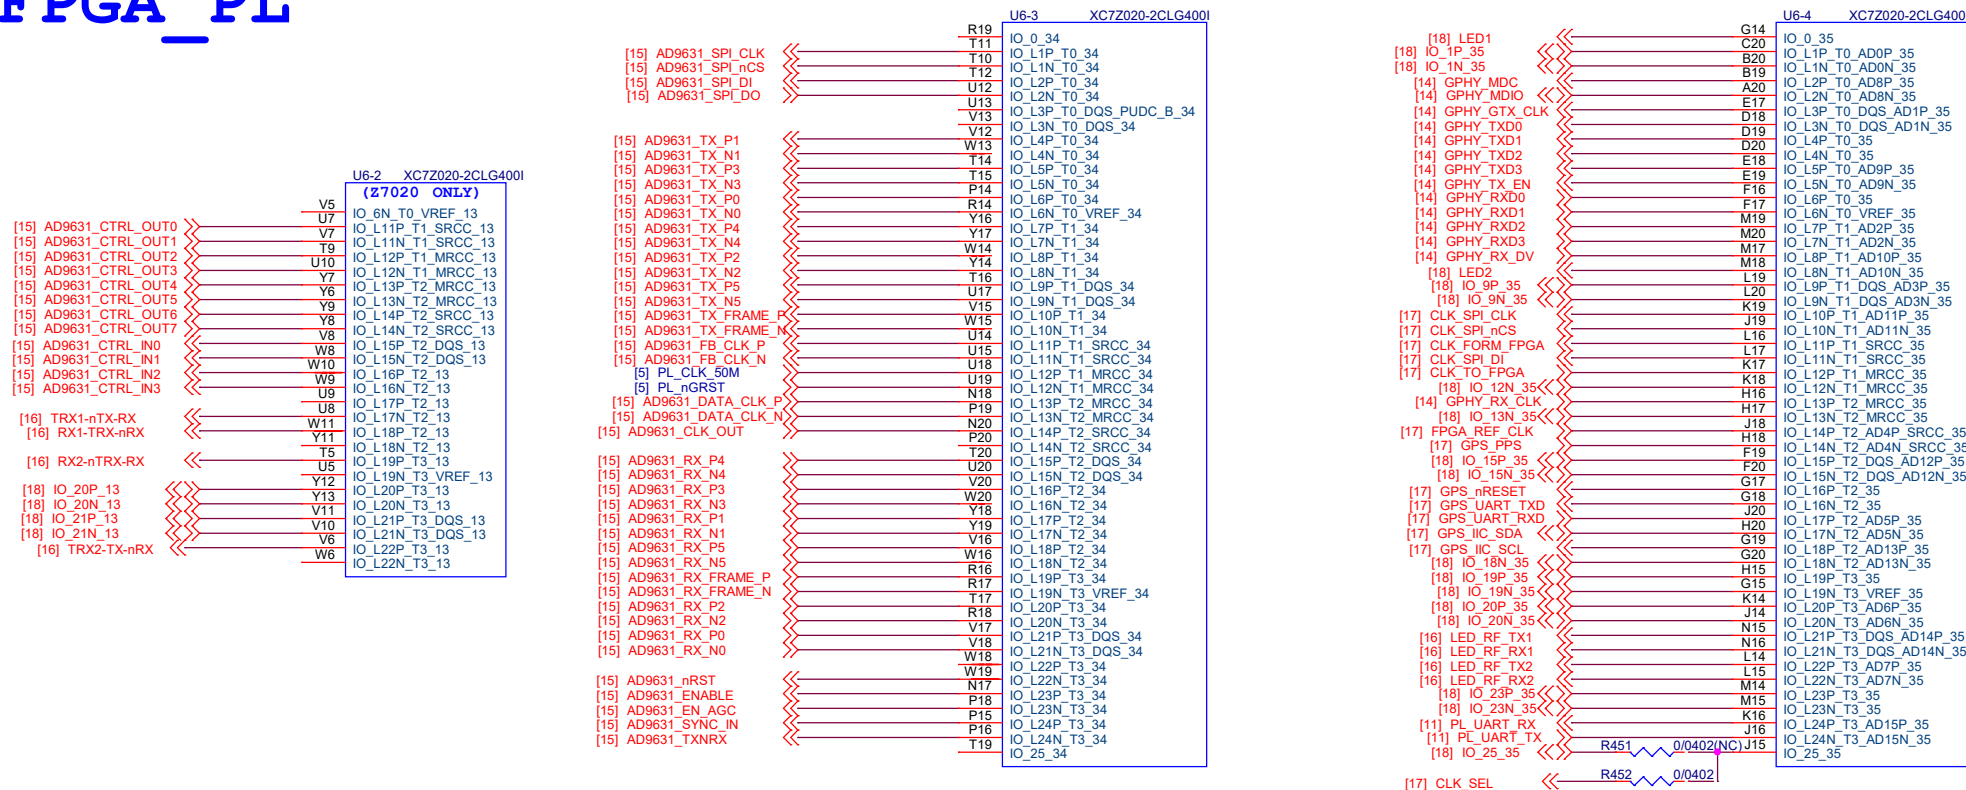 FPGA_PL
U6-2 XC7Z020-2CLG400I
(Z7020 ONLY)
V5 IO_6N_T0_VREF_13
[15] AD9631_CTRL_OUT0 U7 IO_L11P_T1_SRCC_13
[15] AD9631_CTRL_OUT1 V7 IO_L11N_T1_SRCC_13
[15] AD9631_CTRL_OUT2 T9 IO_L12P_T1_MRCC_13
[15] AD9631_CTRL_OUT3 U10 IO_L12N_T1_MRCC_13
[15] AD9631_CTRL_OUT4 Y7 IO_L13P_T2_MRCC_13
[15] AD9631_CTRL_OUT5 Y6 IO_L13N_T2_MRCC_13
[15] AD9631_CTRL_OUT6 Y9 IO_L14P_T2_SRCC_13
[15] AD9631_CTRL_OUT7 Y8 IO_L14N_T2_SRCC_13
[15] AD9631_CTRL_IN0 V8 IO_L15P_T2_DQS_13
[15] AD9631_CTRL_IN1 W8 IO_L15N_T2_DQS_13
[15] AD9631_CTRL_IN2 W10 IO_L16P_T2_13
[15] AD9631_CTRL_IN3 W9 IO_L16N_T2_13
U9 IO_L17P_T2_13
[16] TRX1-nTX-RX U8 IO_L17N_T2_13
[16] RX1-TRX-nRX W11 IO_L18P_T2_13
Y11 IO_L18N_T2_13
[16] RX2-nTRX-RX T5 IO_L19P_T3_13
U5 IO_L19N_T3_VREF_13
[18] IO_20P_13 Y12 IO_L20P_T3_13
[18] IO_20N_13 Y13 IO_L20N_T3_13
[18] IO_21P_13 V11 IO_L21P_T3_DQS_13
[18] IO_21N_13 V10 IO_L21N_T3_DQS_13
[16] TRX2-TX-nRX V6 IO_L22P_T3_13
W6 IO_L22N_T3_13
U6-3 XC7Z020-2CLG400I
R19 IO_0_34
[15] AD9631_SPI_CLK T11 IO_L1P_T0_34
[15] AD9631_SPI_nCS T10 IO_L1N_T0_34
[15] AD9631_SPI_DI T12 IO_L2P_T0_34
[15] AD9631_SPI_DO U12 IO_L2N_T0_34
U13 IO_L3P_T0_DQS_PUDC_B_34
V13 IO_L3N_T0_DQS_34
[15] AD9631_TX_P1 V12 IO_L4P_T0_34
[15] AD9631_TX_N1 W13 IO_L4N_T0_34
[15] AD9631_TX_P3 T14 IO_L5P_T0_34
[15] AD9631_TX_N3 T15 IO_L5N_T0_34
[15] AD9631_TX_P0 P14 IO_L6P_T0_34
[15] AD9631_TX_N0 R14 IO_L6N_T0_VREF_34
[15] AD9631_TX_P4 Y16 IO_L7P_T1_34
[15] AD9631_TX_N4 Y17 IO_L7N_T1_34
[15] AD9631_TX_P2 W14 IO_L8P_T1_34
[15] AD9631_TX_N2 Y14 IO_L8N_T1_34
[15] AD9631_TX_P5 T16 IO_L9P_T1_DQS_34
[15] AD9631_TX_N5 U17 IO_L9N_T1_DQS_34
[15] AD9631_TX_FRAME_P V15 IO_L10P_T1_34
[15] AD9631_TX_FRAME_N W15 IO_L10N_T1_34
[15] AD9631_FB_CLK_P U14 IO_L11P_T1_SRCC_34
[15] AD9631_FB_CLK_N U15 IO_L11N_T1_SRCC_34
[5] PL_CLK_50M U18 IO_L12P_T1_MRCC_34
[5] PL_nGRST U19 IO_L12N_T1_MRCC_34
[15] AD9631_DATA_CLK_P N18 IO_L13P_T2_MRCC_34
[15] AD9631_DATA_CLK_N P19 IO_L13N_T2_MRCC_34
[15] AD9631_CLK_OUT N20 IO_L14P_T2_SRCC_34
P20 IO_L14N_T2_SRCC_34
[15] AD9631_RX_P4 T20 IO_L15P_T2_DQS_34
[15] AD9631_RX_N4 U20 IO_L15N_T2_DQS_34
[15] AD9631_RX_P3 V20 IO_L16P_T2_34
[15] AD9631_RX_N3 W20 IO_L16N_T2_34
[15] AD9631_RX_P1 Y18 IO_L17P_T2_34
[15] AD9631_RX_N1 Y19 IO_L17N_T2_34
[15] AD9631_RX_P5 V16 IO_L18P_T2_34
[15] AD9631_RX_N5 W16 IO_L18N_T2_34
[15] AD9631_RX_FRAME_P R16 IO_L19P_T3_34
[15] AD9631_RX_FRAME_N R17 IO_L19N_T3_VREF_34
[15] AD9631_RX_P2 T17 IO_L20P_T3_34
[15] AD9631_RX_N2 R18 IO_L20N_T3_34
[15] AD9631_RX_P0 V17 IO_L21P_T3_DQS_34
[15] AD9631_RX_N0 V18 IO_L21N_T3_DQS_34
W18 IO_L22P_T3_34
[15] AD9631_nRST W19 IO_L22N_T3_34
[15] AD9631_ENABLE N17 IO_L23P_T3_34
[15] AD9631_EN_AGC P18 IO_L23N_T3_34
[15] AD9631_SYNC_IN P15 IO_L24P_T3_34
[15] AD9631_TXNRX P16 IO_L24N_T3_34
T19 IO_25_34
U6-4 XC7Z020-2CLG400
[18] LED1 G14 IO_0_35
[18] IO_1P_35 C20 IO_L1P_T0_AD0P_35
[18] IO_1N_35 B20 IO_L1N_T0_AD0N_35
[14] GPHY_MDC B19 IO_L2P_T0_AD8P_35
[14] GPHY_MDIO A20 IO_L2N_T0_AD8N_35
[14] GPHY_GTX_CLK E17 IO_L3P_T0_DQS_AD1P_35
[14] GPHY_TXD0 D18 IO_L3N_T0_DQS_AD1N_35
[14] GPHY_TXD1 D19 IO_L4P_T0_35
[14] GPHY_TXD2 D20 IO_L4N_T0_35
[14] GPHY_TXD3 E18 IO_L5P_T0_AD9P_35
[14] GPHY_TX_EN E19 IO_L5N_T0_AD9N_35
[14] GPHY_RXD0 F16 IO_L6P_T0_35
[14] GPHY_RXD1 F17 IO_L6N_T0_VREF_35
[14] GPHY_RXD2 M19 IO_L7P_T1_AD2P_35
[14] GPHY_RXD3 M20 IO_L7N_T1_AD2N_35
[14] GPHY_RX_DV M17 IO_L8P_T1_AD10P_35
[18] LED2 M18 IO_L8N_T1_AD10N_35
[18] IO_9P_35 L19 IO_L9P_T1_DQS_AD3P_35
[18] IO_9N_35 L20 IO_L9N_T1_DQS_AD3N_35
[17] CLK_SPI_CLK K19 IO_L10P_T1_AD11P_35
[17] CLK_SPI_nCS J19 IO_L10N_T1_AD11N_35
[17] CLK_FORM_FPGA L16 IO_L11P_T1_SRCC_35
[17] CLK_SPI_DI L17 IO_L11N_T1_SRCC_35
[17] CLK_TO_FPGA K17 IO_L12P_T1_MRCC_35
[18] IO_12N_35 K18 IO_L12N_T1_MRCC_35
[14] GPHY_RX_CLK H16 IO_L13P_T2_MRCC_35
[18] IO_13N_35 H17 IO_L13N_T2_MRCC_35
[17] FPGA_REF_CLK J18 IO_L14P_T2_AD4P_SRCC_35
[17] GPS_PPS H18 IO_L14N_T2_AD4N_SRCC_35
[18] IO_15P_35 F19 IO_L15P_T2_DQS_AD12P_35
[18] IO_15N_35 F20 IO_L15N_T2_DQS_AD12N_35
[17] GPS_nRESET G17 IO_L16P_T2_35
[17] GPS_UART_TXD G18 IO_L16N_T2_35
[17] GPS_UART_RXD J20 IO_L17P_T2_AD5P_35
[17] GPS_IIC_SDA H20 IO_L17N_T2_AD5N_35
[17] GPS_IIC_SCL G19 IO_L18P_T2_AD13P_35
[18] IO_18N_35 G20 IO_L18N_T2_AD13N_35
[18] IO_19P_35 H15 IO_L19P_T3_35
[18] IO_19N_35 G15 IO_L19N_T3_VREF_35
[18] IO_20P_35 K14 IO_L20P_T3_AD6P_35
[18] IO_20N_35 J14 IO_L20N_T3_AD6N_35
[16] LED_RF_TX1 N15 IO_L21P_T3_DQS_AD14P_35
[16] LED_RF_RX1 N16 IO_L21N_T3_DQS_AD14N_35
[16] LED_RF_TX2 L14 IO_L22P_T3_AD7P_35
[16] LED_RF_RX2 L15 IO_L22N_T3_AD7N_35
[18] IO_23P_35 M14 IO_L23P_T3_35
[18] IO_23N_35 M15 IO_L23N_T3_35
[11] PL_UART_RX K16 IO_L24P_T3_AD15P_35
[11] PL_UART_TX J16 IO_L24N_T3_AD15N_35
[18] IO_25_35 R451 0/0402(NC) J15 IO_25_35
[17] CLK_SEL R452 0/0402